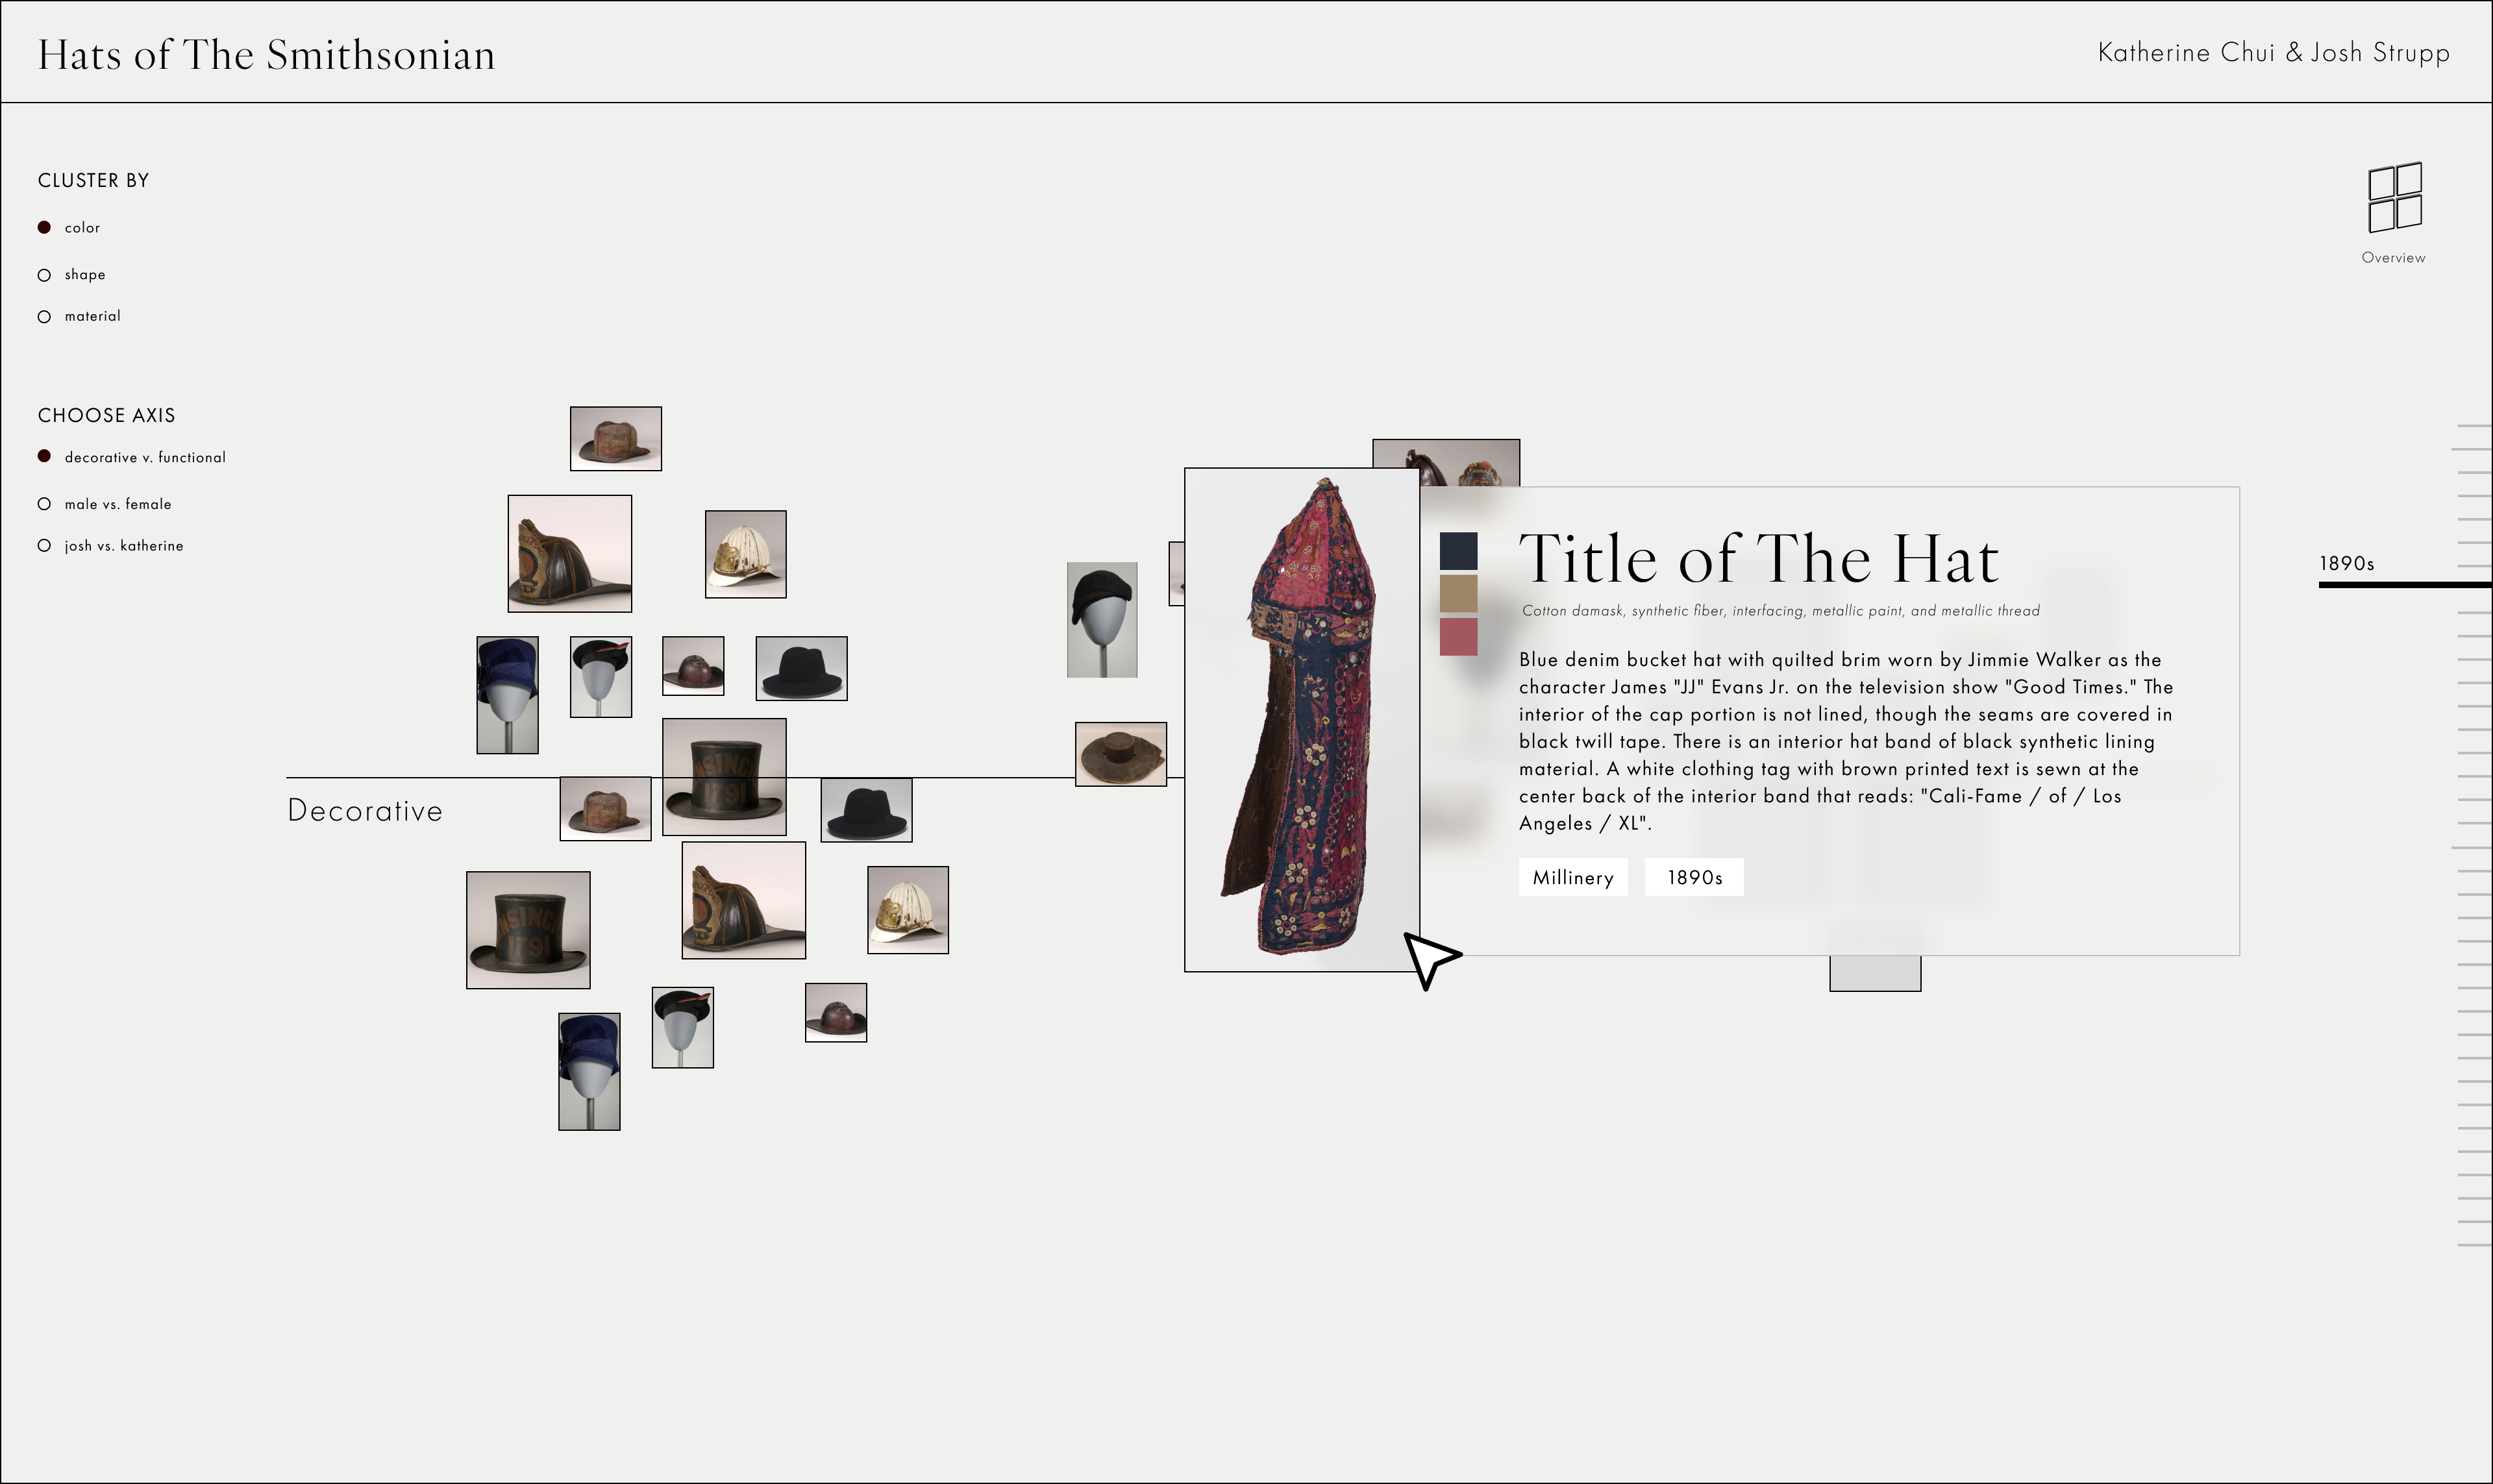 Hats of The Smithsonian
Katherine Chui & Josh Strupp
CLUSTER BY
color
shape
material
Overview
CHOOSE AXIS
decorative v. functional
male vs. female
josh vs. katherine
1890s
Title of The Hat
Cotton damask, synthetic fiber, interfacing, metallic paint, and metallic thread
Blue denim bucket hat with quilted brim worn by Jimmie Walker as the
character James "JJ" Evans Jr. on the television show "Good Times." The
interior of the cap portion is not lined, though the seams are covered in
black twill tape. There is an interior hat band of black synthetic lining
material. A white clothing tag with brown printed text is sewn at the
center back of the interior band that reads: "Cali-Fame / of / Los
Angeles / XL".
Millinery
1890s
Decorative
1791
1791